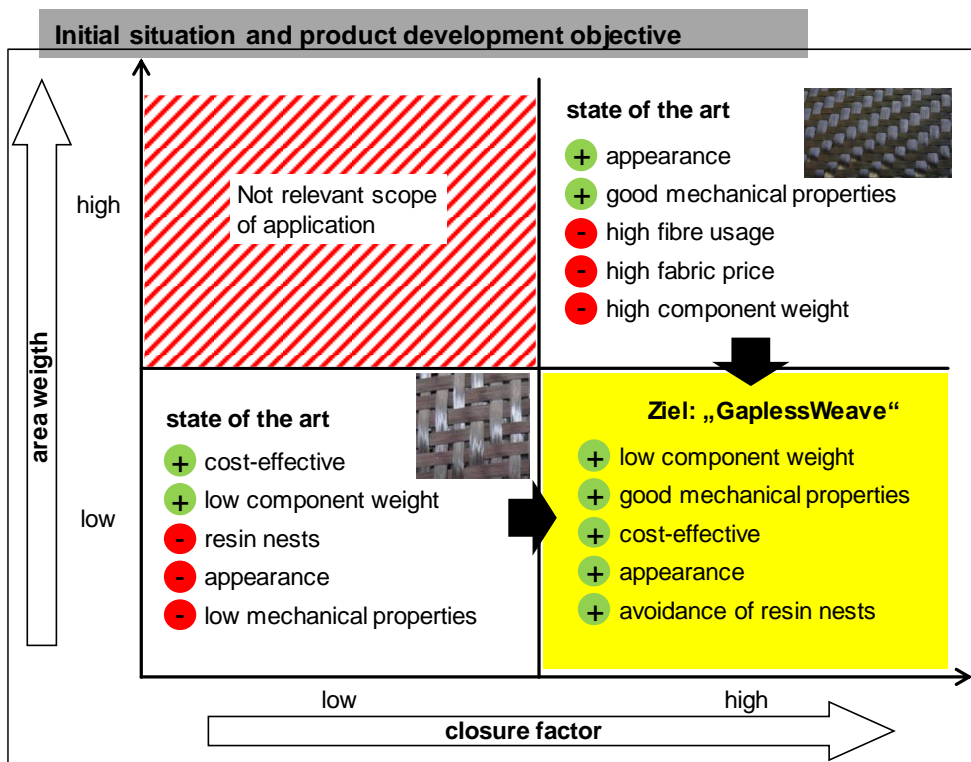 Initial situation and product development objective
area weigth
high
low
Not relevant scope
of application
state of the art
+ appearance
+ good mechanical properties
- high fibre usage
- high fabric price
- high component weight
state of the art
+ cost-effective
+ low component weight
- resin nests
- appearance
- low mechanical properties
Ziel: „GaplessWeave“
+ low component weight
+ good mechanical properties
+ cost-effective
+ appearance
+ avoidance of resin nests
low
high
closure factor